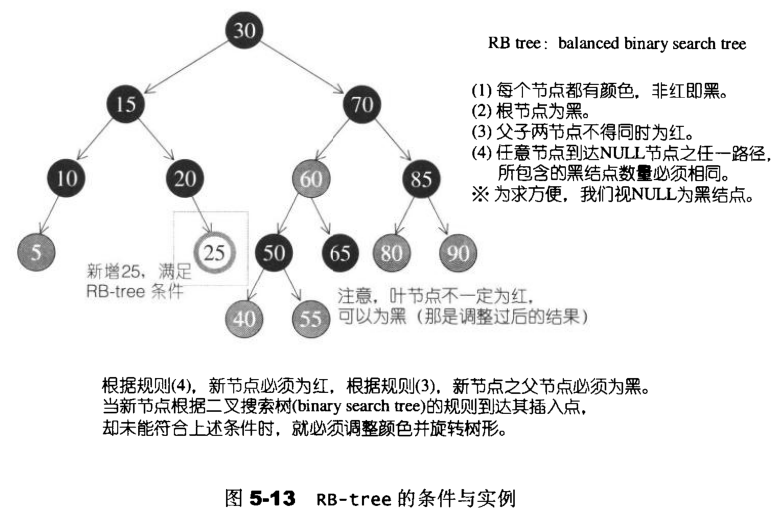 30
RB tree： balanced binary search tree
15
70
(1) 每个节点都有颜色，非红即黑。
(2) 根节点为黑。
(3) 父子两节点不得同时为红。
(4) 任意节点到达NULL节点之任一路径，
所包含的黑结点数量必须相同。
※ 为求方便，我们视NULL为黑结点。
10
20
60
85
5
25
50
65
80
90
新增25，满足
RB-tree 条件
40
55
注意，叶节点不一定为红，
可以为黑（那是调整过后的结果）
根据规则(4)，新节点必须为红，根据规则(3)，新节点之父节点必须为黑。
当新节点根据二叉搜索树(binary search tree)的规则到达其插入点，
却未能符合上述条件时，就必须调整颜色并旋转树形。
图 5-13 RB-tree 的条件与实例